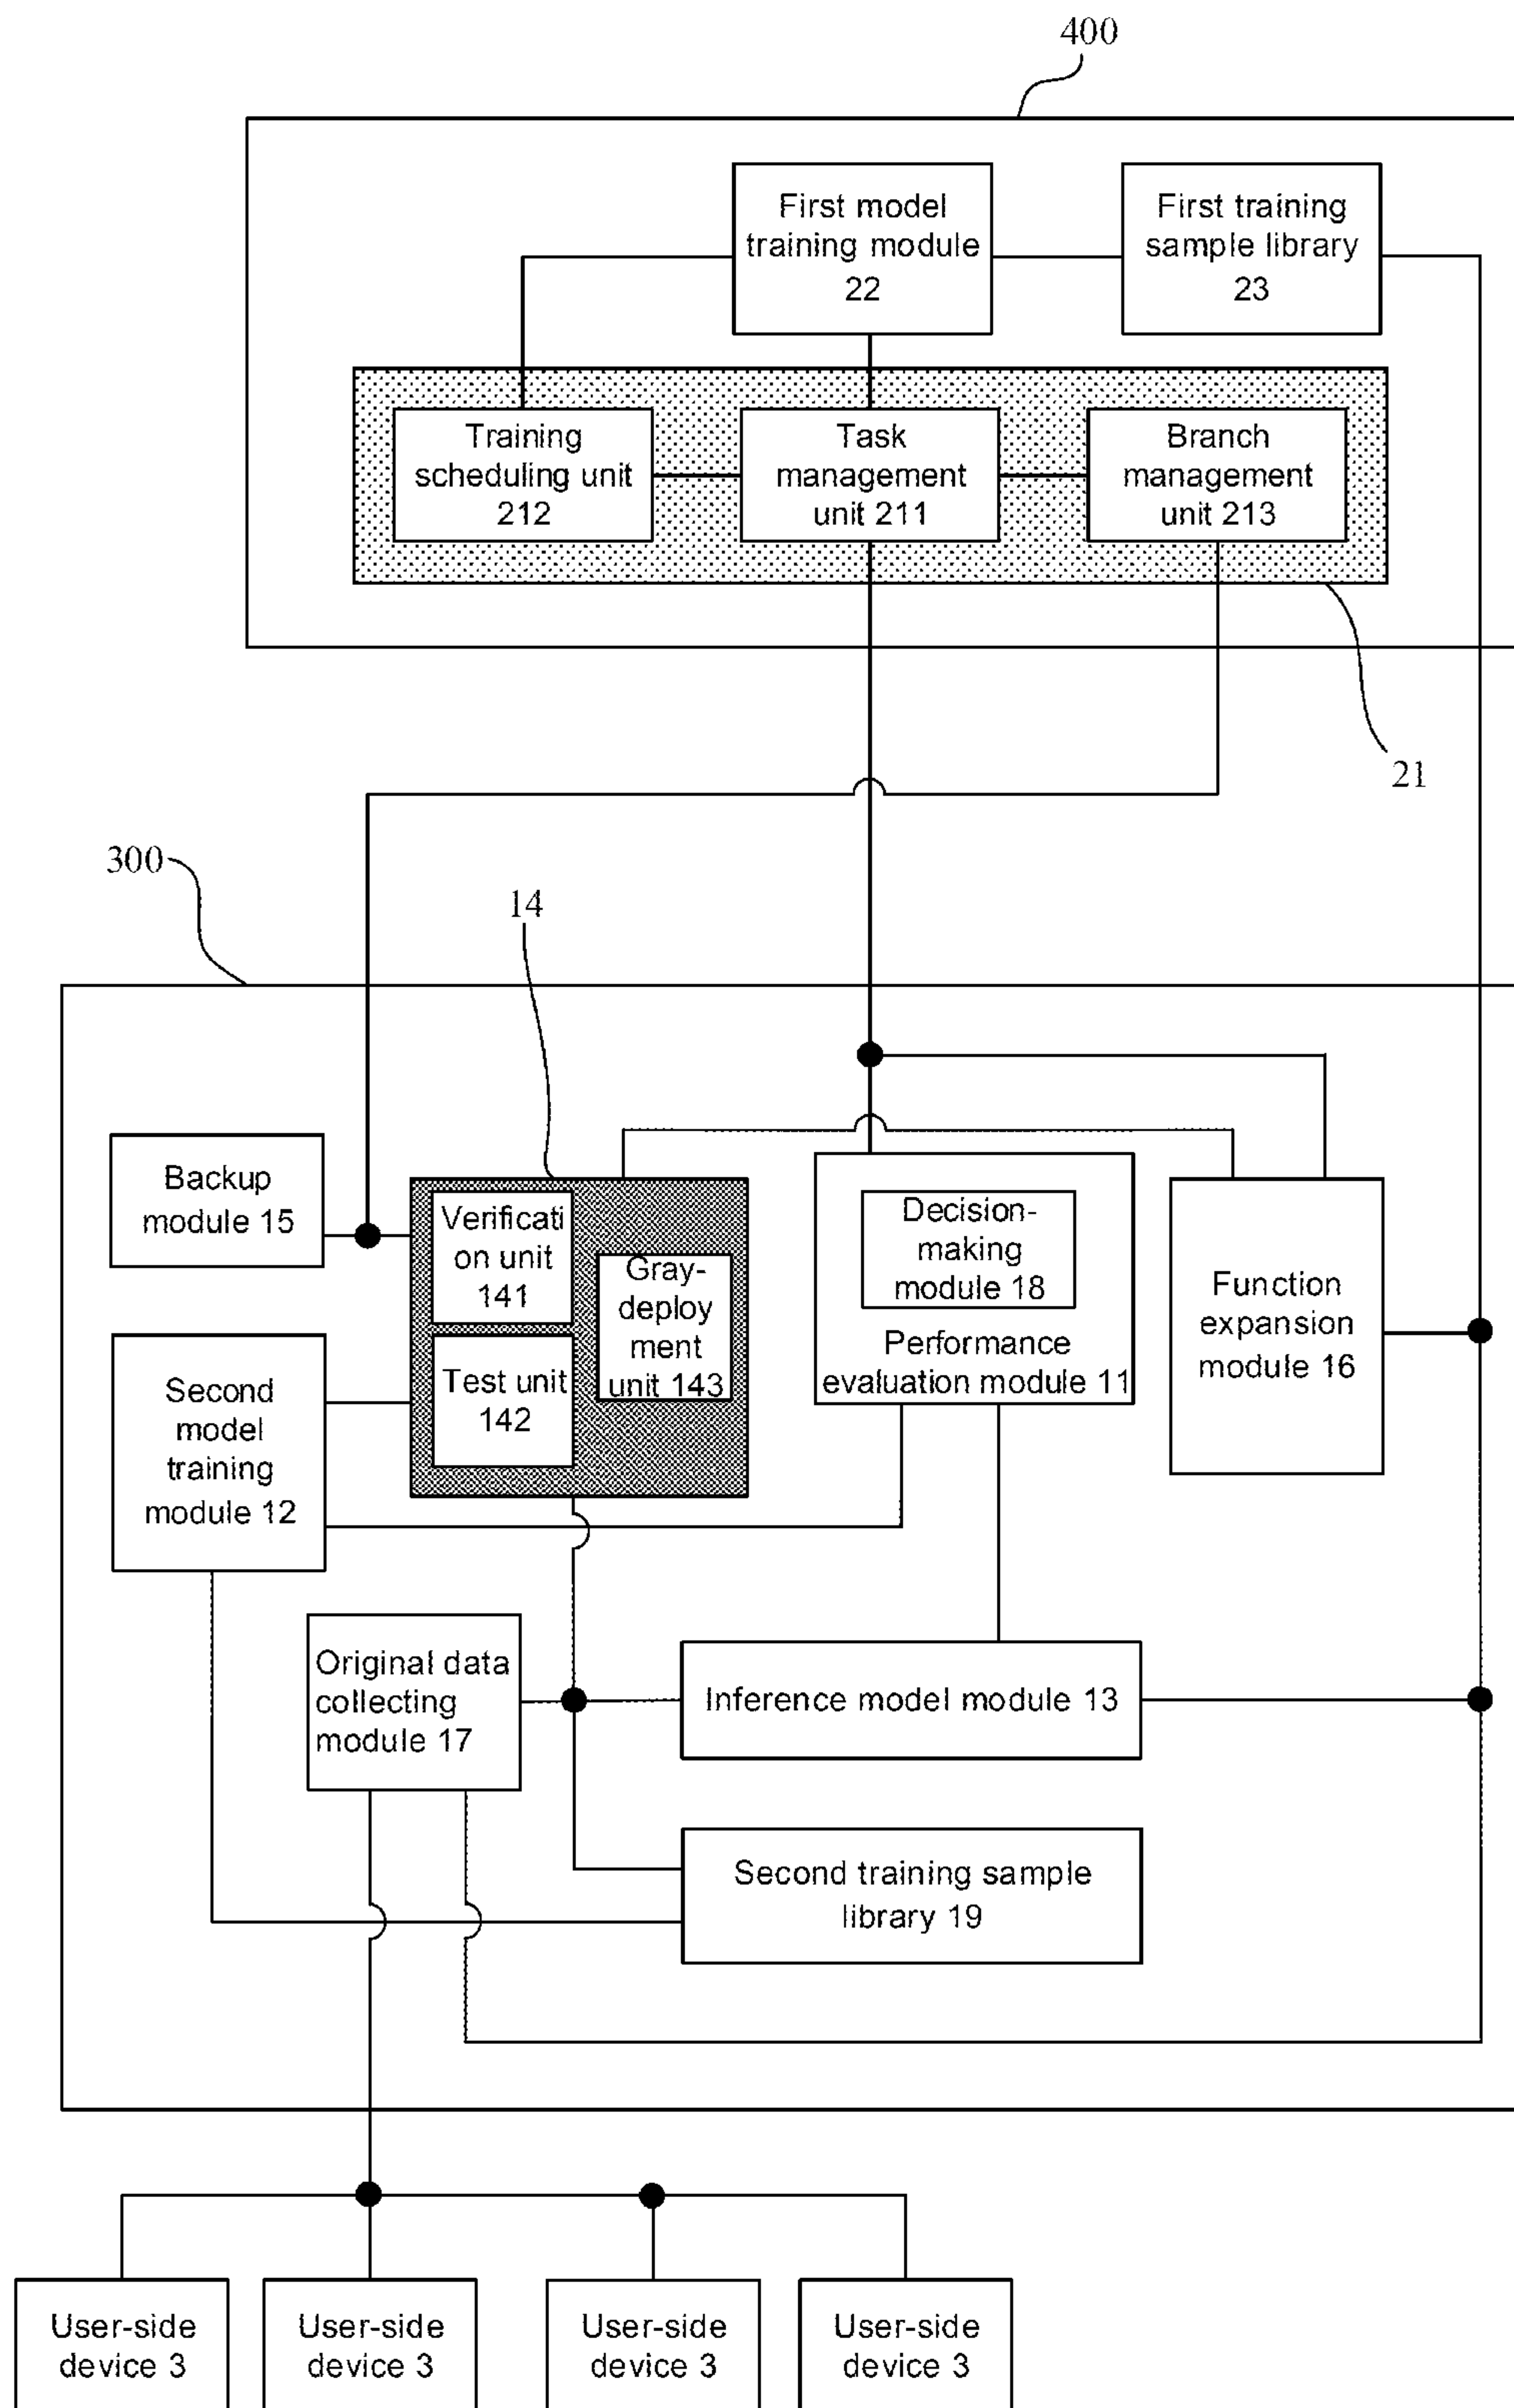 400
First model
training module
22
First training
sample library
23
Training
scheduling unit
212
Task
management
unit 211
Branch
management
unit 213
21
300
14
Backup
module 15
Verificati
on unit
141
Gray-
deploy
ment
unit 143
Test unit
142
Decision-
making
module 18
Performance
evaluation module 11
Function
expansion
module 16
Second
model
training
module 12
Original data
collecting
module 17
Inference model module 13
Second training sample
library 19
User-side
device 3
User-side
device 3
User-side
device 3
User-side
device 3